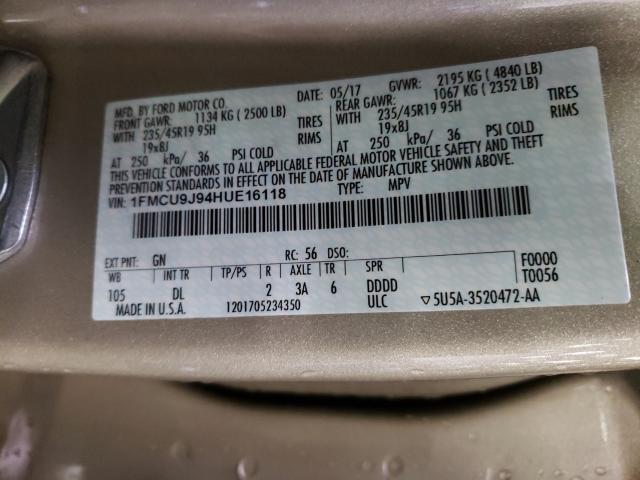 MFD. BY FORD MOTOR CO. DATE: 05/17 GVWR: 2195 KG ( 4840 LB)
FRONT GAWR: 1134 KG ( 2500 LB) REAR GAWR: 1067 KG ( 2352 LB)
WITH 235/45R19 95H TIRES WITH 235/45R19 95H TIRES
19x8J RIMS 19x8J RIMS
AT 250 kPa/ 36 PSI COLD AT 250 kPa/ 36 PSI COLD
THIS VEHICLE CONFORMS TO ALL APPLICABLE FEDERAL MOTOR VEHICLE SAFETY AND THEFT
PREVENTION STANDARDS IN EFFECT ON THE DATE OF MANUFACTURE SHOWN ABOVE.
VIN: 1FMCU9J94HUE16118 TYPE: MPV
EXT PNT: GN RC: 56 DSO: F0000
WB INT TR TP/PS R AXLE TR SPR T0056
105 DL 2 3A 6 DDDD
MADE IN U.S.A. 1201705234350 ULC ▽5U5A-3520472-AA